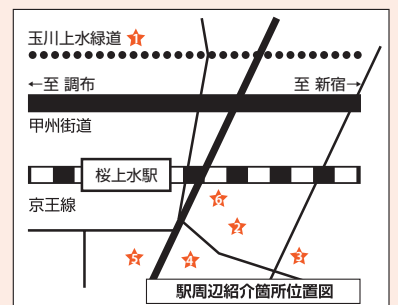 玉川上水緑道 1
←至 調布 至 新宿→
甲州街道
桜上水駅
京王線
6
2
5 4 3
駅周辺紹介箇所位置図